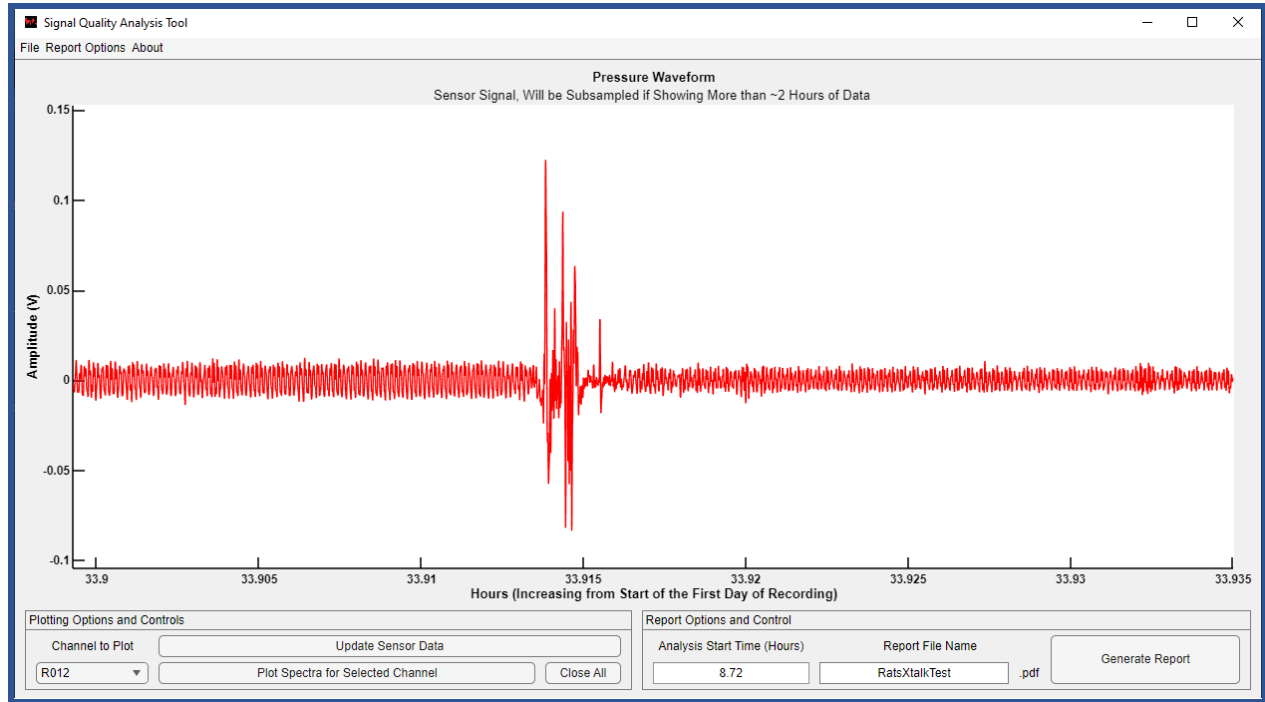 Signal Quality Analysis Tool
File Report Options About
Pressure Waveform
Sensor Signal, Will be Subsampled if Showing More than ~2 Hours of Data
0.15
0.1
0.05
0
-0.05
-0.1
Amplitude (V)
33.9 33.905 33.91 33.915 33.92 33.925 33.93 33.935
Hours (Increasing from Start of the First Day of Recording)
Plotting Options and Controls
Channel to Plot Update Sensor Data
R012 Plot Spectra for Selected Channel Close All
Report Options and Control
Analysis Start Time (Hours) Report File Name
8.72 RatsXtalkTest .pdf Generate Report